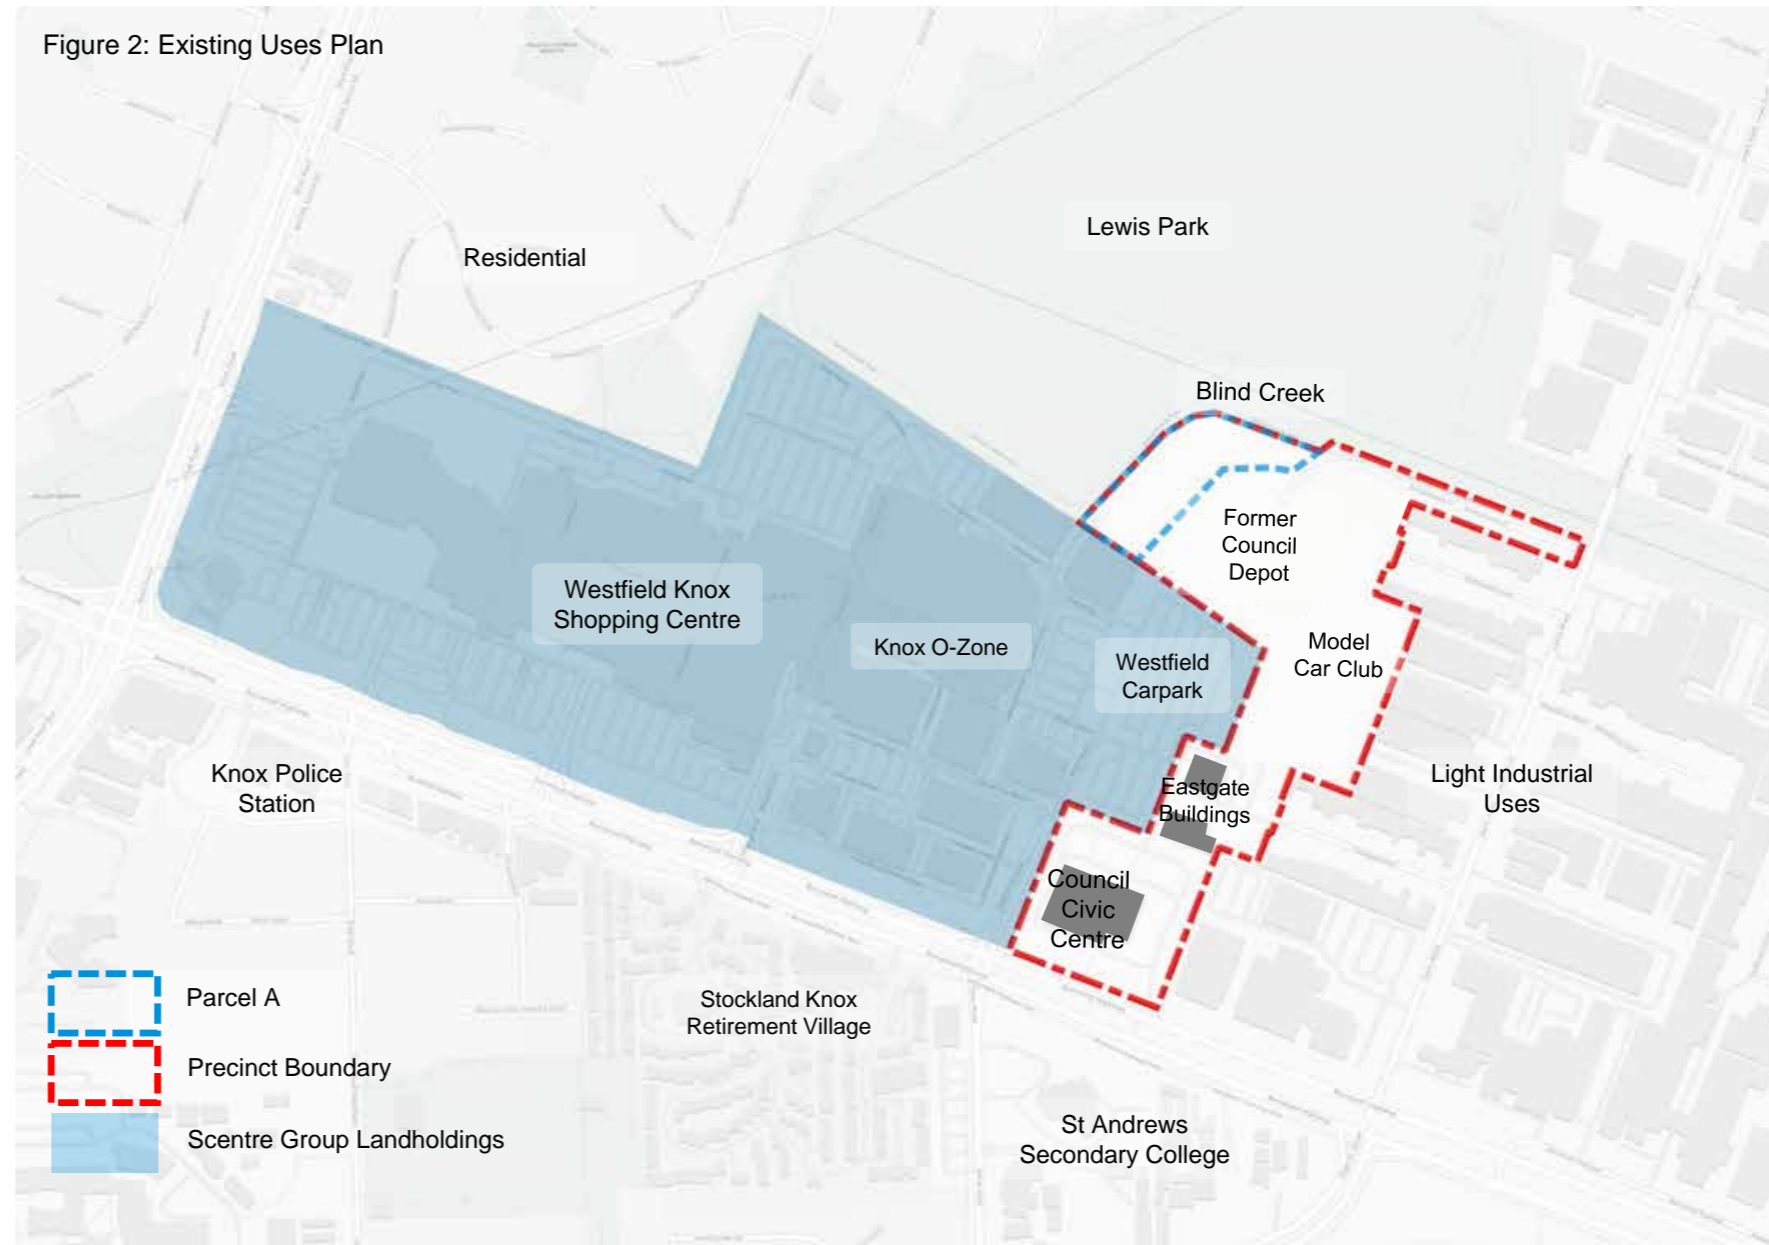 Figure 2: Existing Uses Plan
Lewis Park
Residential
Blind Creek
Former
Council
Depot
Westfield Knox
Shopping Centre
Knox O-Zone
Westfield
Carpark
Model
Car Club
Knox Police
Station
Eastgate
Buildings
Light Industrial
Uses
Council
Civic
Centre
Parcel A
Stockland Knox
Retirement Village
Precinct Boundary
Scentre Group Landholdings
St Andrews
Secondary College